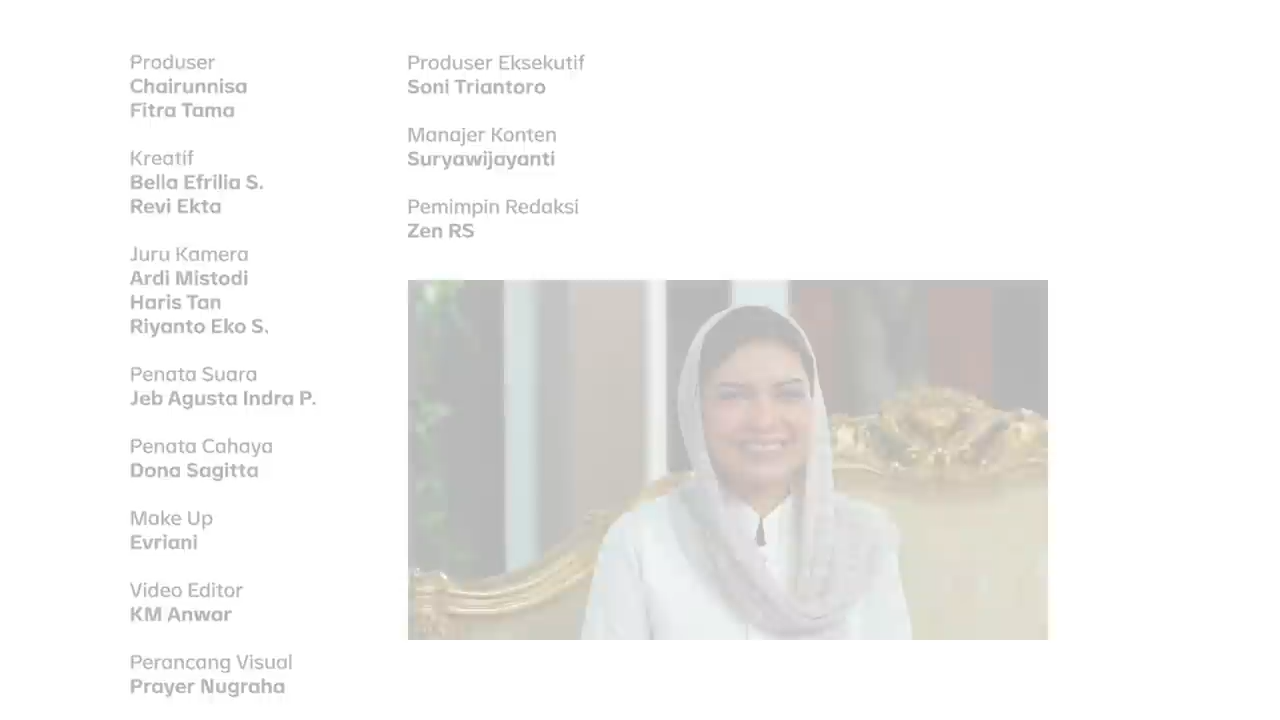 Produser
Chairunnisa
Fitra Tama
Kreatif
Bella Efrilia S.
Revi Ekta
Juru Kamera
Ardi Mistodi
Haris Tan
Riyanto Eko S.
Penata Suara
Jeb Agusta Indra P.
Penata Cahaya
Dona Sagitta
Make Up
Evriani
Video Editor
KM Anwar
Perancang Visual
Prayer Nugraha
Produser Eksekutif
Soni Triantoro
Manajer Konten
Suryawijayanti
Pemimpin Redaksi
Zen RS